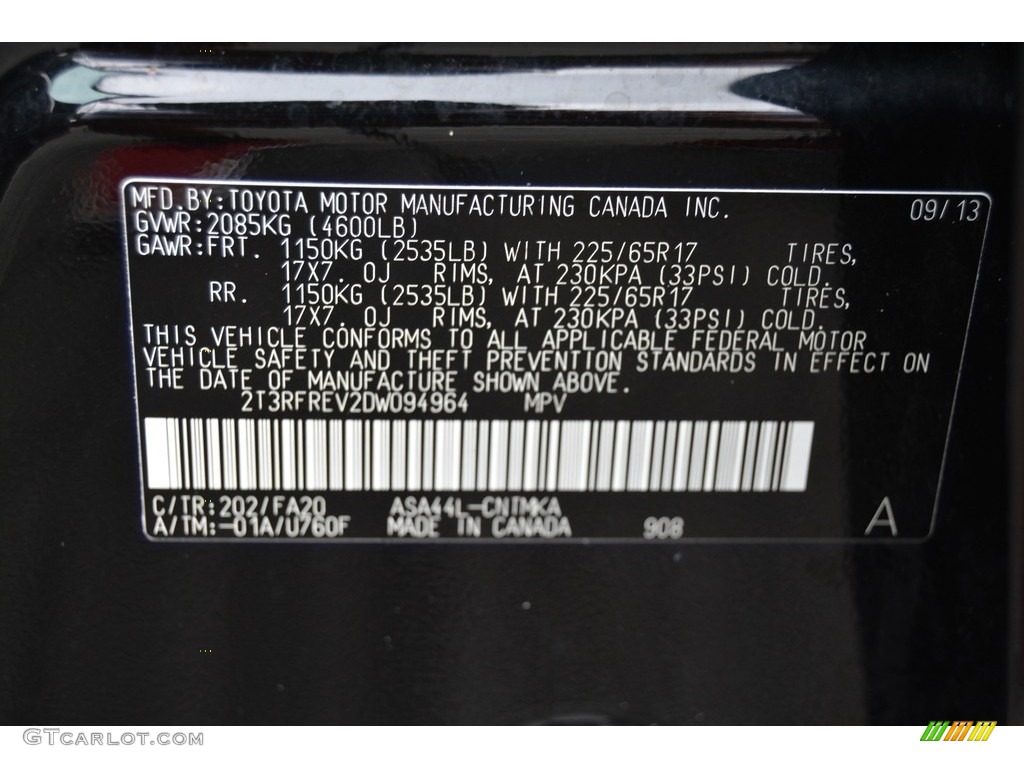 MFD.BY:TOYOTA MOTOR MANUFACTURING CANADA INC. 09/13
GVWR:2085KG (4600LB)
GAWR:FRT. 1150KG (2535LB) WITH 225/65R17 TIRES,
17X7.0J RIMS, AT 230KPA (33PSI) COLD.
RR. 1150KG (2535LB) WITH 225/65R17 TIRES,
17X7.0J RIMS, AT 230KPA (33PSI) COLD.
THIS VEHICLE CONFORMS TO ALL APPLICABLE FEDERAL MOTOR
VEHICLE SAFETY AND THEFT PREVENTION STANDARDS IN EFFECT ON
THE DATE OF MANUFACTURE SHOWN ABOVE.
2T3RFREV2DW094964 MPV
C/TR:202/FA20 ASA44L-CNTMKA
A/TM:-01A/U760F MADE IN CANADA 908 A
GTCarlot.com